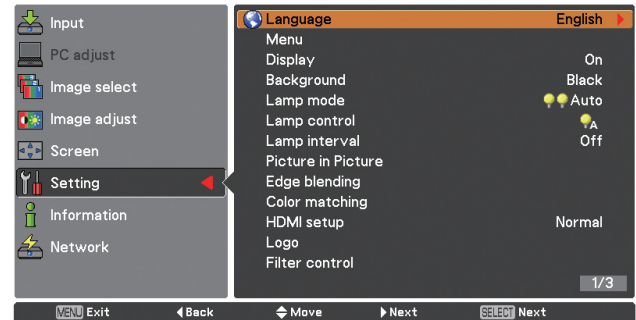 Input
PC adjust
Image select
Image adjust
Screen
Setting
Information
Network
Language English
Menu
Display On
Background Black
Lamp mode Auto
Lamp control A
Lamp interval Off
Picture in Picture
Edge blending
Color matching
HDMI setup Normal
Logo
Filter control
1/3
MENU Exit Back Move Next SELECT Next